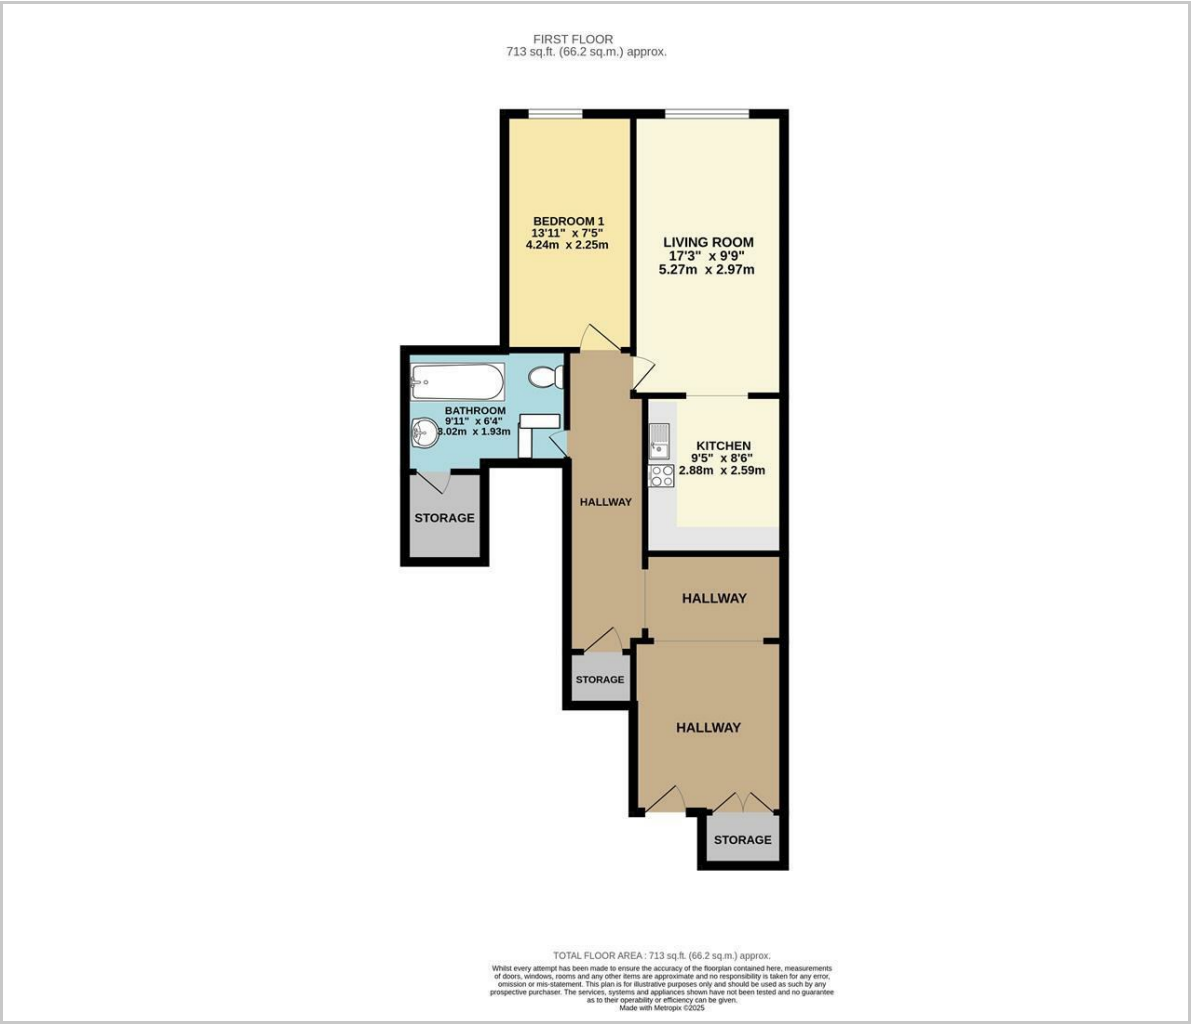 FIRST FLOOR
713 sq.ft. (66.2 sq.m.) approx.
BEDROOM 1
13'11" x 7'5"
4.24m x 2.25m
LIVING ROOM
17'3" x 9'9"
5.27m x 2.97m
BATHROOM
9'11" x 6'4"
3.02m x 1.93m
KITCHEN
9'5" x 8'6"
2.88m x 2.59m
HALLWAY
STORAGE
HALLWAY
STORAGE
HALLWAY
STORAGE
TOTAL FLOOR AREA : 713 sq.ft. (66.2 sq.m.) approx.
Whilst every attempt has been made to ensure the accuracy of the floorplan contained here, measurements
of doors, windows, rooms and any other items are approximate and no responsibility is taken for any error,
omission or mis-statement. This plan is for illustrative purposes only and should be used as such by any
prospective purchaser. The services, systems and appliances shown have not been tested and no guarantee
as to their operability or efficiency can be given.
Made with Metropix ©2025